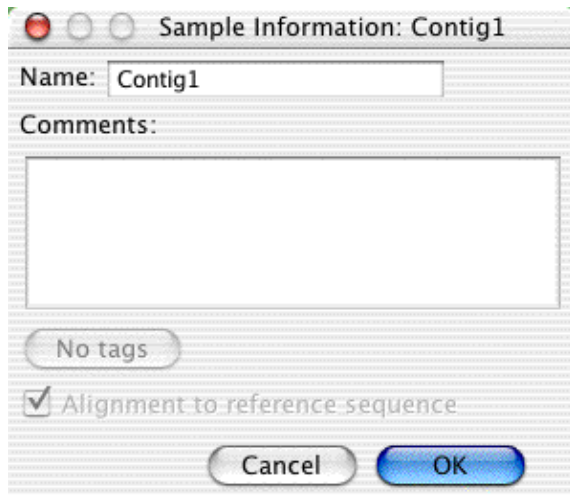 Sample Information: Contig1
Name: Contig1
Comments:
No tags
Alignment to reference sequence
Cancel OK